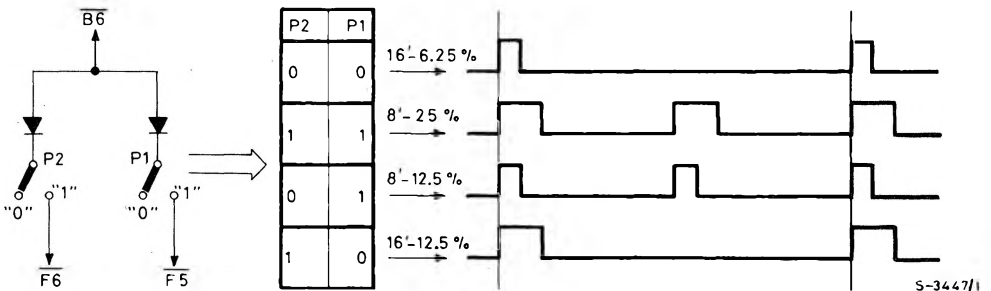 B6
P2 P1
0 0
16'-6.25 %
1 1
8'-25 %
0 1
8'-12.5 %
1 0
16'-12.5 %
P2 P1
"0" "1" "0" "1"
F6 F5
S-3447/1